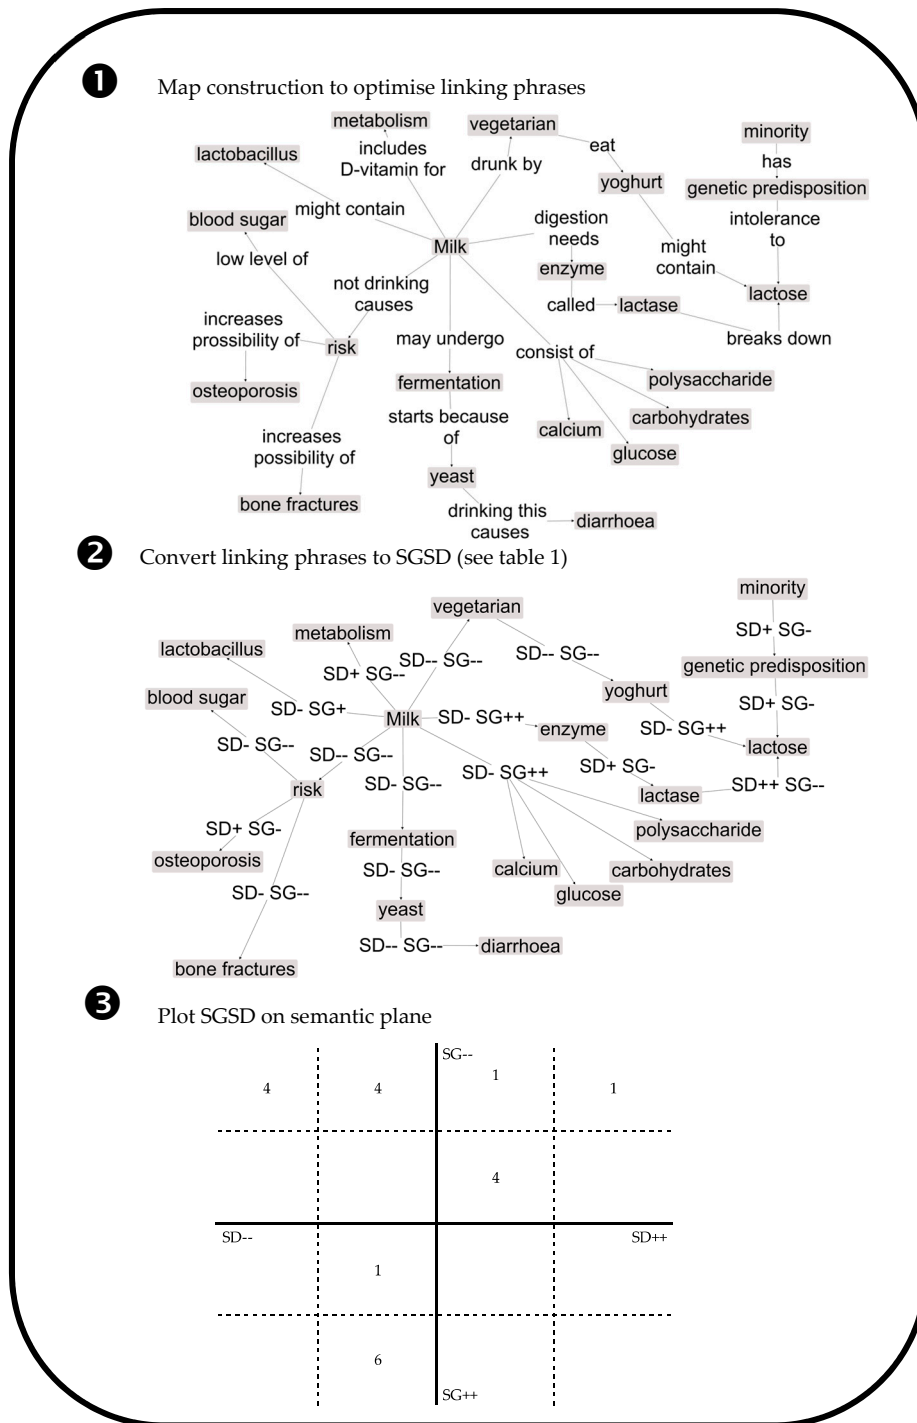 ❶ Map construction to optimise linking phrases
metabolism
vegetarian
minority
includes
D-vitamin for
eat
has
lactobacillus
drunk by
yoghurt
genetic predisposition
might contain
blood sugar
digestion
needs
intolerance
to
Milk
low level of
might
contain
enzyme
not drinking
causes
lactose
called
lactase
increases
prossibility of
risk
may undergo
breaks down
consist of
osteoporosis
fermentation
polysaccharide
starts because
of
carbohydrates
calcium
increases
possibility of
glucose
yeast
bone fractures
drinking this
causes
diarrhoea
❷ Convert linking phrases to SGSD (see table 1)
minority
vegetarian
metabolism
SD+ SG-
lactobacillus
SD-- SG--
SD-- SG--
SD+ SG--
genetic predisposition
blood sugar
yoghurt
SD- SG+
Milk
SD- SG++
SD+ SG-
enzyme
SD- SG++
SD- SG--
lactose
SD-- SG--
SD+ SG-
SD- SG++
SD- SG--
SD++ SG--
risk
lactase
SD+ SG-
polysaccharide
fermentation
osteoporosis
calcium
carbohydrates
SD- SG--
SD- SG--
glucose
yeast
SD-- SG--
diarrhoea
bone fractures
❸ Plot SGSD on semantic plane
SG--
4 4 1 1
4
SD-- SD++
1
6
SG++